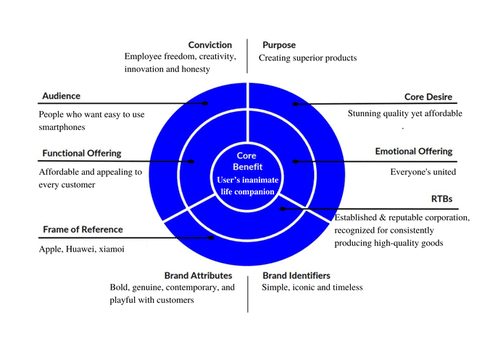 Conviction
Employee freedom, creativity,
innovation and honesty
Purpose
Creating superior products
Audience
People who want easy to use
smartphones
Core Desire
Stunning quality yet affordable
.
Functional Offering
Affordable and appealing to
every customer
Core
Benefit
User's inanimate
life companion
Emotional Offering
Everyone's united
RTBs
Established & reputable corporation,
recognized for consistently
producing high-quality goods
Frame of Reference
Apple, Huawei, xiamoi
Brand Attributes
Bold, genuine, contemporary, and
playful with customers
Brand Identifiers
Simple, iconic and timeless